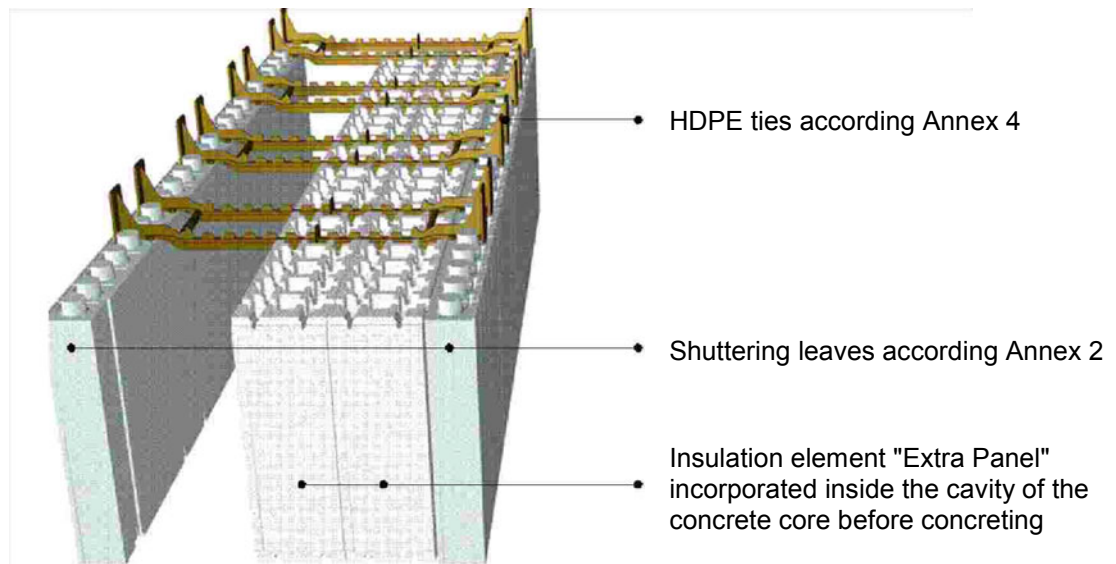 HDPE ties according Annex 4
Shuttering leaves according Annex 2
Insulation element "Extra Panel"
incorporated inside the cavity of the
concrete core before concreting